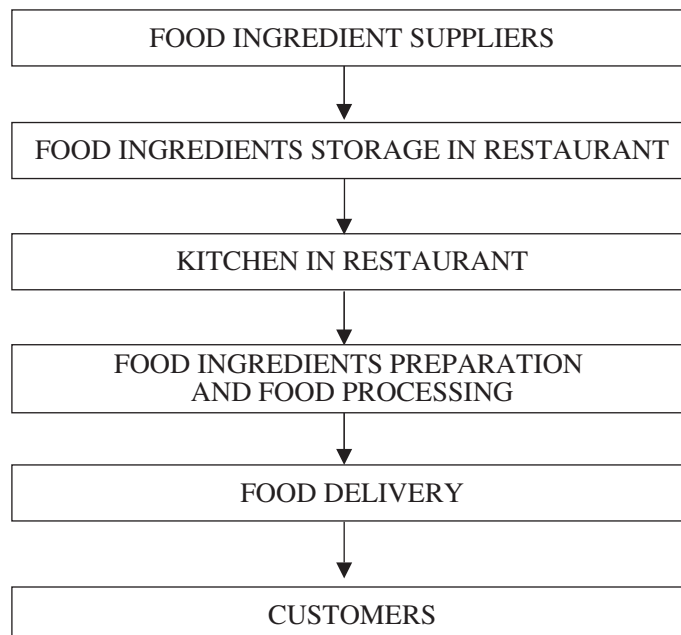 FOOD INGREDIENT SUPPLIERS
FOOD INGREDIENTS STORAGE IN RESTAURANT
KITCHEN IN RESTAURANT
FOOD INGREDIENTS PREPARATION
AND FOOD PROCESSING
FOOD DELIVERY
CUSTOMERS